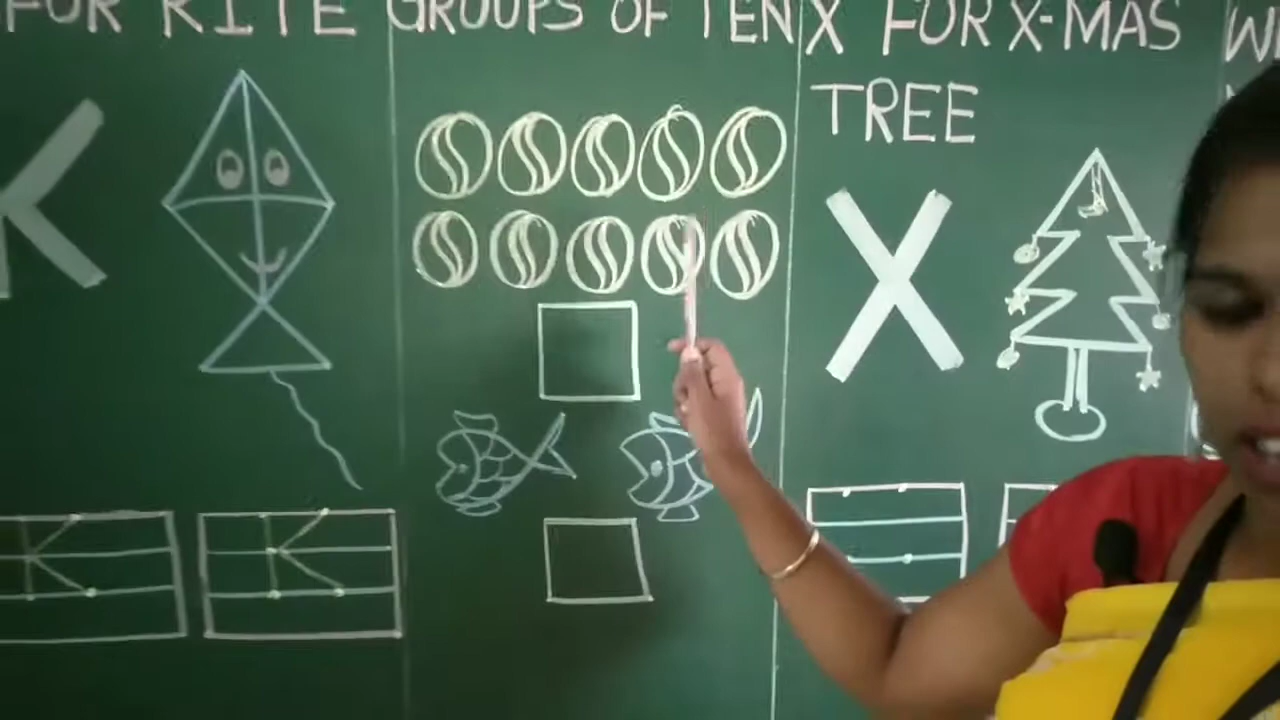 FOR KITE
K
K K
GROUPS OF TEN
X FOR X-MAS
TREE
X